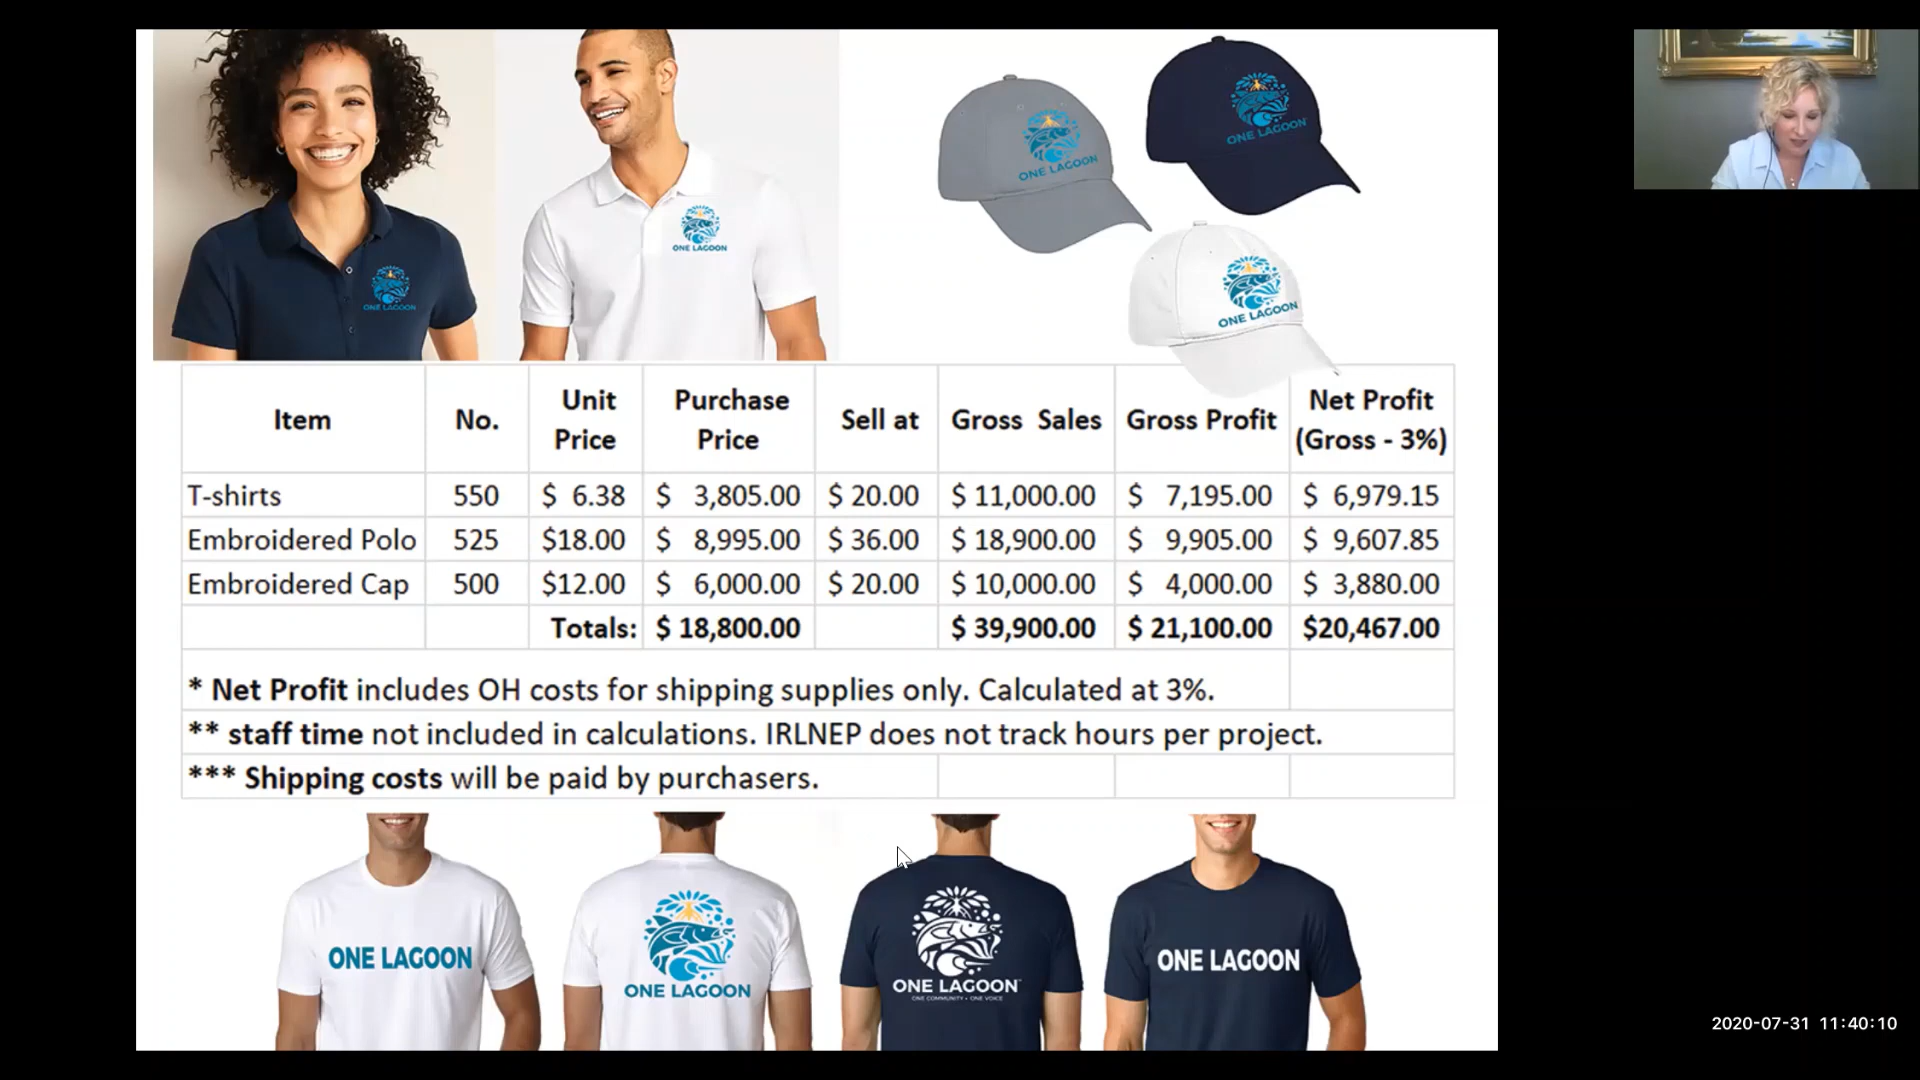 ONE LAGOON
ONE LAGOON
ONE LAGOON
ONE LAGOON
ONE LAGOON
Item No. Unit Price Purchase Price Sell at Gross Sales Gross Profit Net Profit (Gross - 3%)
T-shirts 550 $ 6.38 $ 3,805.00 $ 20.00 $ 11,000.00 $ 7,195.00 $ 6,979.15
Embroidered Polo 525 $18.00 $ 8,995.00 $ 36.00 $ 18,900.00 $ 9,905.00 $ 9,607.85
Embroidered Cap 500 $12.00 $ 6,000.00 $ 20.00 $ 10,000.00 $ 4,000.00 $ 3,880.00
Totals: $ 18,800.00 $ 39,900.00 $ 21,100.00 $20,467.00
* Net Profit includes OH costs for shipping supplies only. Calculated at 3%.
** staff time not included in calculations. IRLNEP does not track hours per project.
*** Shipping costs will be paid by purchasers.
ONE LAGOON
ONE LAGOON
ONE LAGOON
ONE COMMUNITY • ONE VOICE
ONE LAGOON
2020-07-31 11:40:10